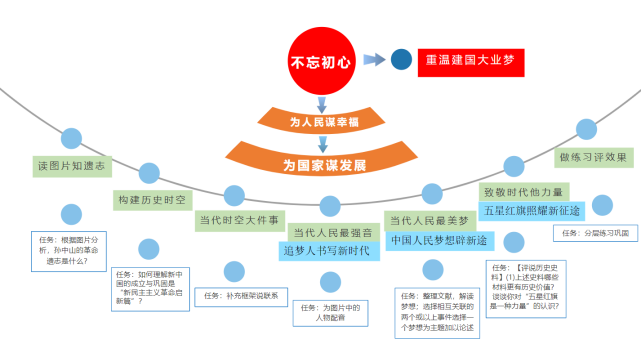 不忘初心
重温建国大业梦
为人民谋幸福
为国家谋发展
读图片知遗志
任务：根据图片分
析，孙中山的革命
遗志是什么？
构建历史时空
任务：如何理解新中
国的成立与巩固是
“新民主主义革命启
新篇”？
当代时空大件事
任务：补充框架说联系
当代人民最强音
追梦人书写新时代
任务：为图片中的
人物配音
当代人民最美梦
中国人民梦想辟新途
任务：整理文献，解读
梦想；选择相互关联的
两个或以上事件选择一
个梦想为主题加以论述
致敬时代他力量
五星红旗照耀新征途
任务：【评说历史史
料】(1)上述史料哪些
材料更有历史价值？
谈谈你对“五星红旗
是一种力量”的认识？
做练习评效果
任务：分层练习巩固